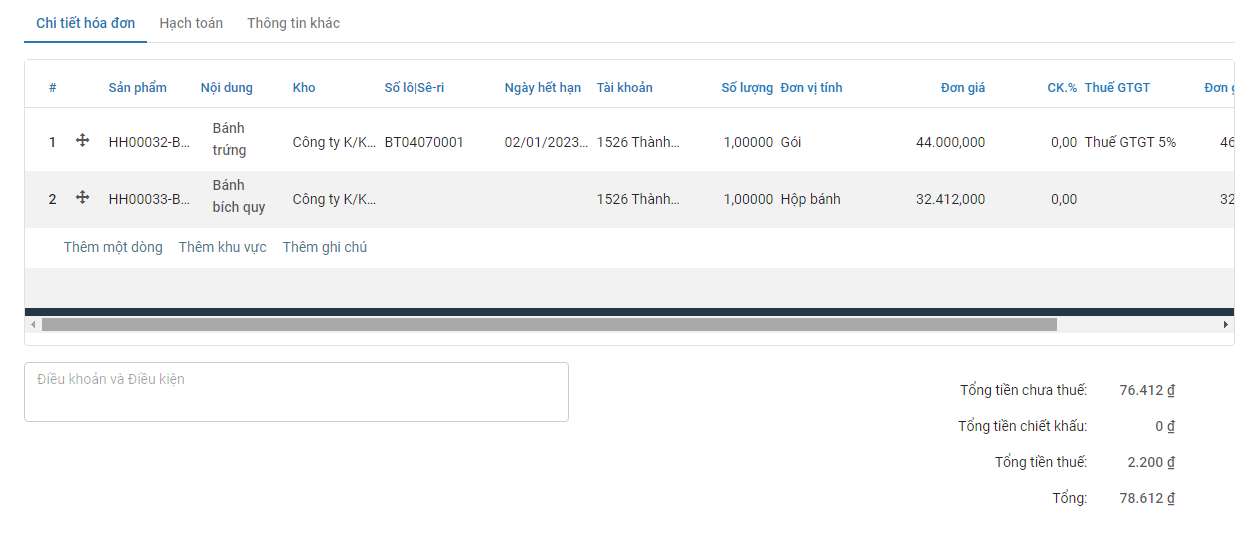 Chi tiết hóa đơn Hạch toán Thông tin khác
# Sản phẩm Nội dung Kho Số lô|Sê-ri Ngày hết hạn Tài khoản Số lượng Đơn vị tính Đơn giá CK.% Thuế GTGT Đơn g
1 HH00032-B... Bánh trứng Công ty K/K... BT04070001 02/01/2023... 1526 Thành... 1,00000 Gói 44.000,000 0,00 Thuế GTGT 5% 46
2 HH00033-B... Bánh bích quy Công ty K/K... 1526 Thành... 1,00000 Hộp bánh 32.412,000 0,00 32
Thêm một dòng Thêm khu vực Thêm ghi chú
Điều khoản và Điều kiện
Tổng tiền chưa thuế: 76.412 ₫
Tổng tiền chiết khấu: 0 ₫
Tổng tiền thuế: 2.200 ₫
Tổng: 78.612 ₫